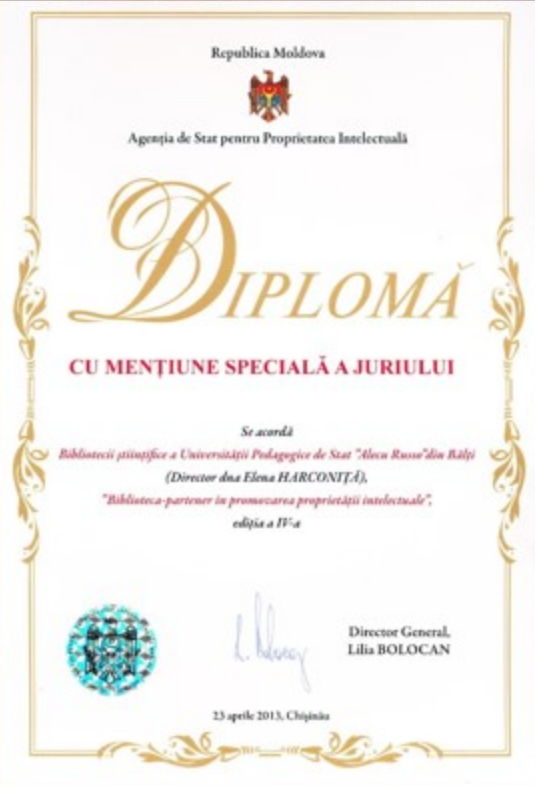 Republica Moldova
Agenția de Stat pentru Proprietatea Intelectuală
DIPLOMĂ
CU MENȚIUNE SPECIALĂ A JURIULUI
Se acordă
Bibliotecii științifice a Universității Pedagogice de Stat "Alecu Russo"din Bălți
(Director dna Elena HARCONIȚĂ),
"Biblioteca-partener în promovarea proprietății intelectuale",
ediția a IV-a
Director General,
Lilia BOLOCAN
23 aprilie 2013, Chișinău